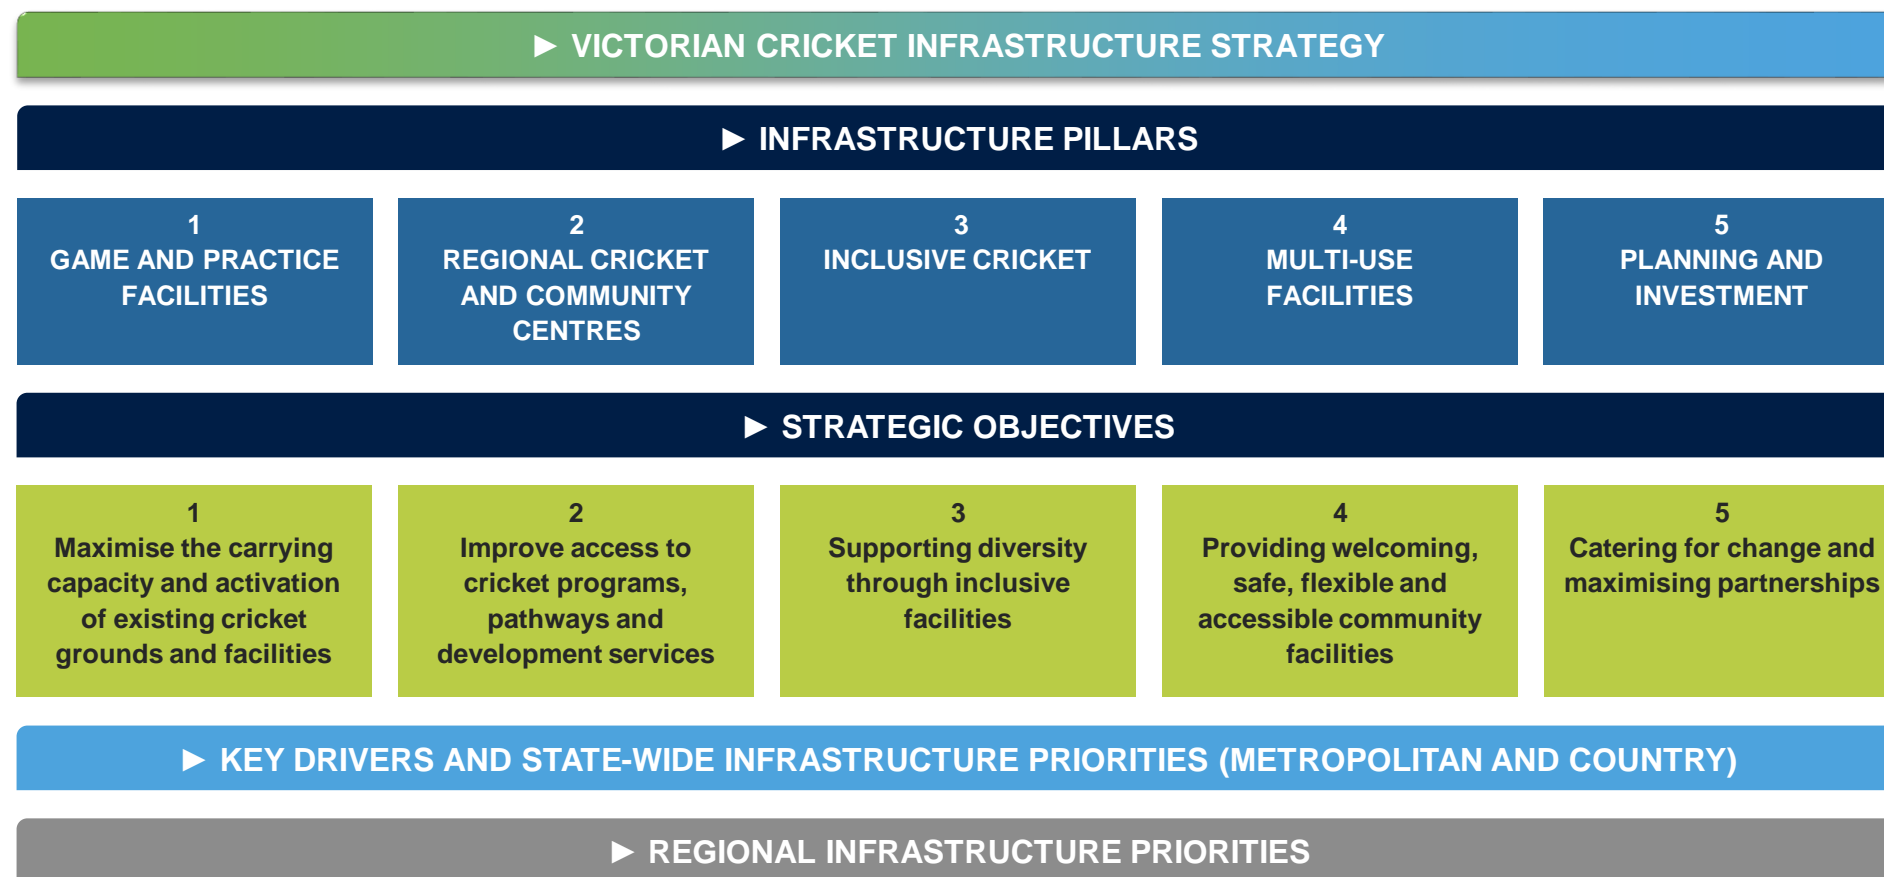 ► VICTORIAN CRICKET INFRASTRUCTURE STRATEGY
► INFRASTRUCTURE PILLARS
1
GAME AND PRACTICE
FACILITIES
2
REGIONAL CRICKET
AND COMMUNITY
CENTRES
3
INCLUSIVE CRICKET
4
MULTI-USE
FACILITIES
5
PLANNING AND
INVESTMENT
► STRATEGIC OBJECTIVES
1
Maximise the carrying
capacity and activation
of existing cricket
grounds and facilities
2
Improve access to
cricket programs,
pathways and
development services
3
Supporting diversity
through inclusive
facilities
4
Providing welcoming,
safe, flexible and
accessible community
facilities
5
Catering for change and
maximising partnerships
► KEY DRIVERS AND STATE-WIDE INFRASTRUCTURE PRIORITIES (METROPOLITAN AND COUNTRY)
► REGIONAL INFRASTRUCTURE PRIORITIES